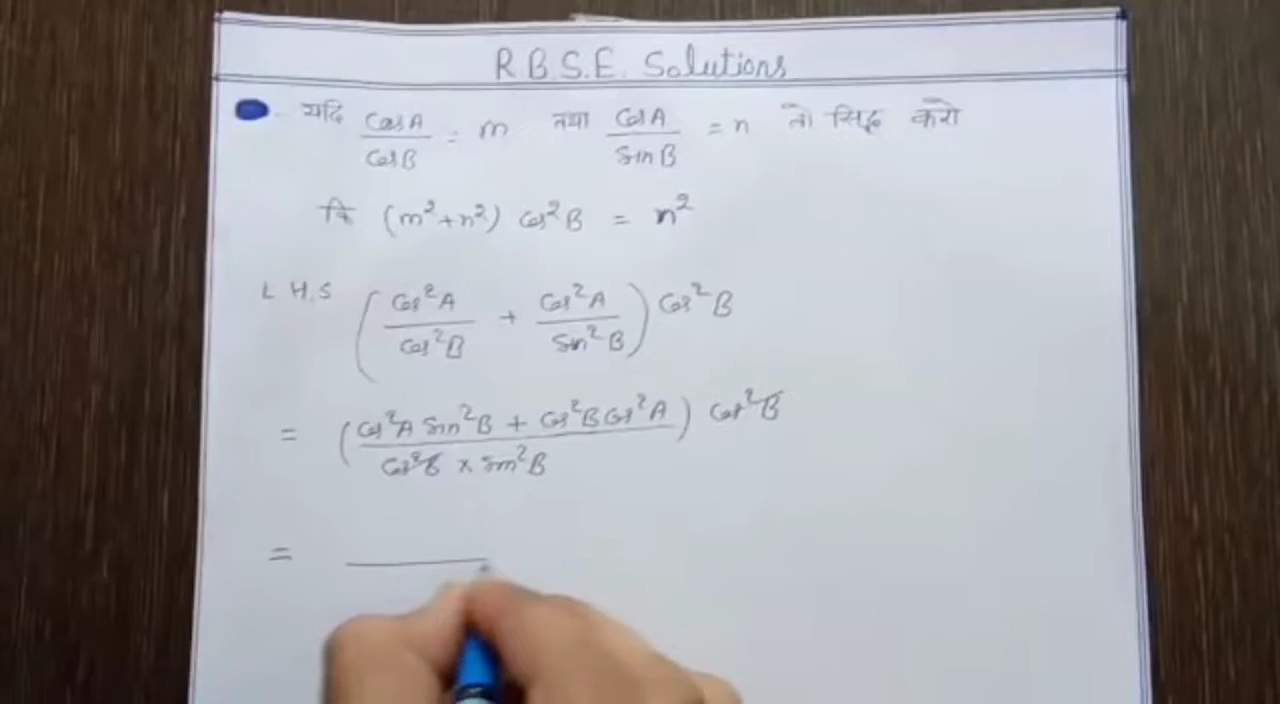 R.B.S.E. Solutions
यदि CosA/CosB = m तथा CosA/SinB = n तो सिद्ध करो
कि (m²+n²) Cos²B = n²
L.H.S (Cos²A/Cos²B + Cos²A/Sin²B) Cos²B
= (Cos²A Sin²B + Cos²B Cos²A / Cos²B × Sin²B) Cos²B
=